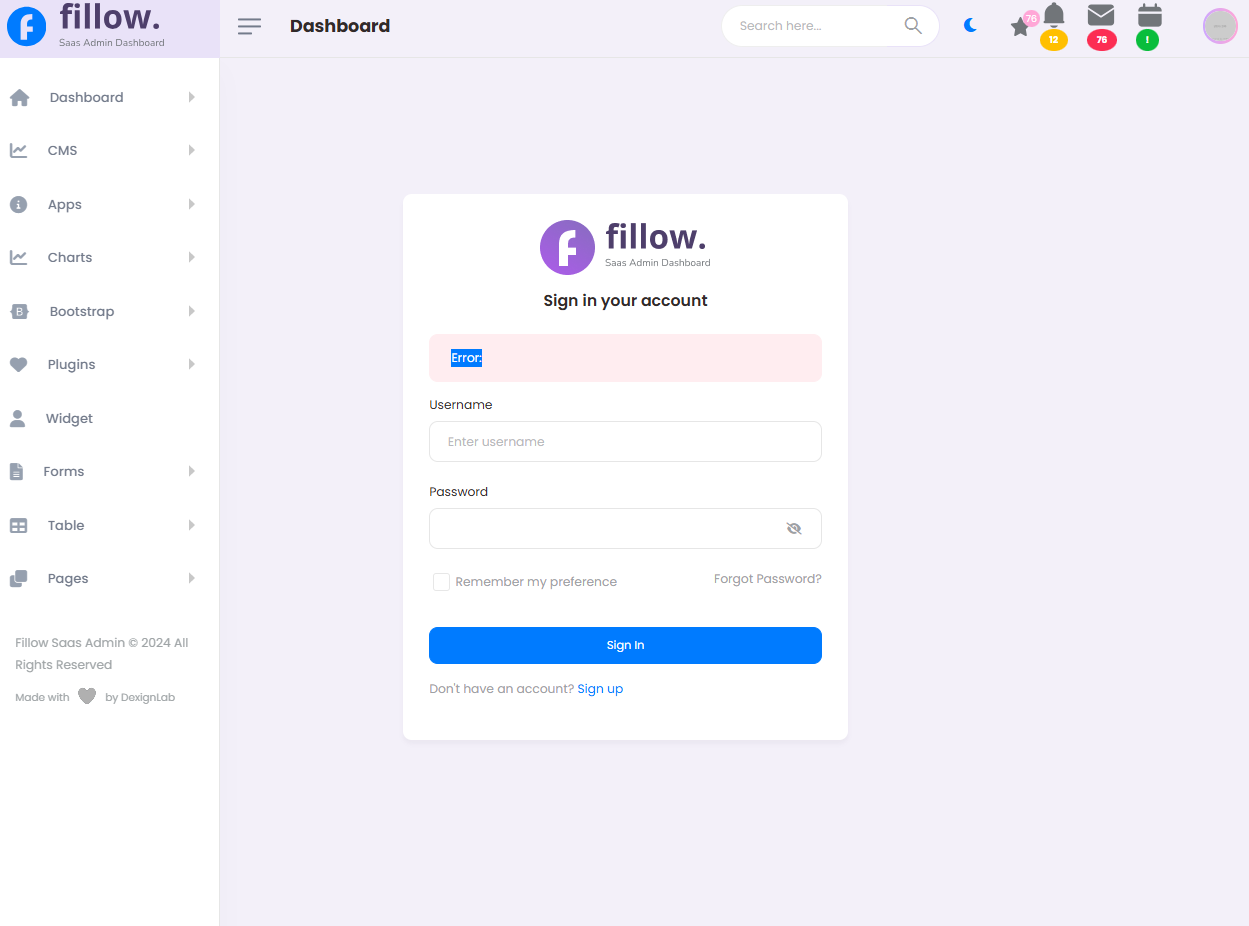 fillow.
Saas Admin Dashboard
Dashboard
Search here...
76
12
76
!
Dashboard
CMS
Apps
Charts
Bootstrap
Plugins
Widget
Forms
Table
Pages
Fillow Saas Admin © 2024 All
Rights Reserved
Made with by DexignLab
fillow.
Saas Admin Dashboard
Sign in your account
Error:
Username
Enter username
Password
Remember my preference
Forgot Password?
Sign In
Don't have an account? Sign up